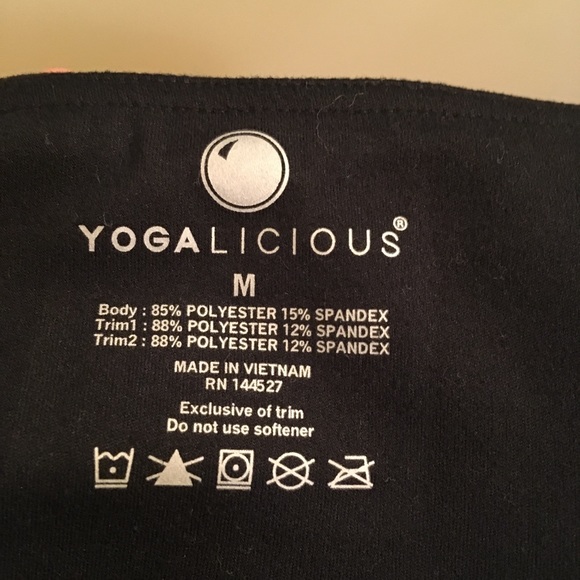 YOGALICIOUS®
M
Body : 85% POLYESTER 15% SPANDEX
Trim1 : 88% POLYESTER 12% SPANDEX
Trim2 : 88% POLYESTER 12% SPANDEX
MADE IN VIETNAM
RN 144527
Exclusive of trim
Do not use softener